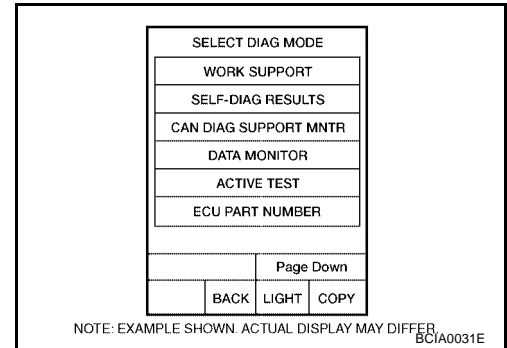 SELECT DIAG MODE
WORK SUPPORT
SELF-DIAG RESULTS
CAN DIAG SUPPORT MNTR
DATA MONITOR
ACTIVE TEST
ECU PART NUMBER
Page Down
BACK LIGHT COPY
NOTE: EXAMPLE SHOWN. ACTUAL DISPLAY MAY DIFFER.
BCIA0031E